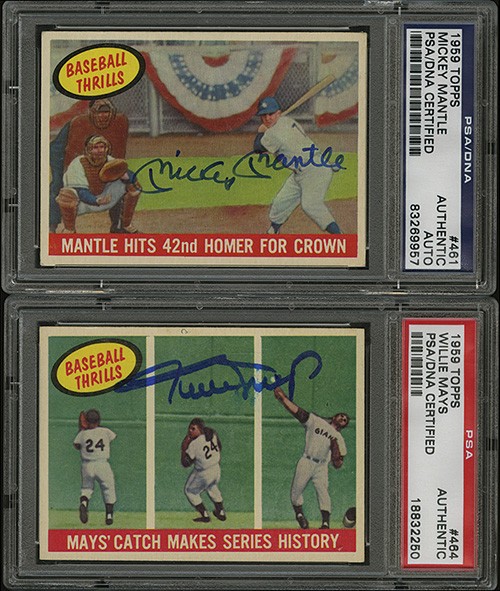 BASEBALL
THRILLS
Mickey Mantle
MANTLE HITS 42nd HOMER FOR CROWN
1959 TOPPS
MICKEY MANTLE
PSA/DNA CERTIFIED
PSA/DNA
#461
AUTHENTIC
AUTO
83269957
BASEBALL
THRILLS
Willie Mays
24
24
GIANTS
MAYS' CATCH MAKES SERIES HISTORY
1959 TOPPS
WILLIE MAYS
PSA/DNA CERTIFIED
PSA
#464
AUTHENTIC
18832250